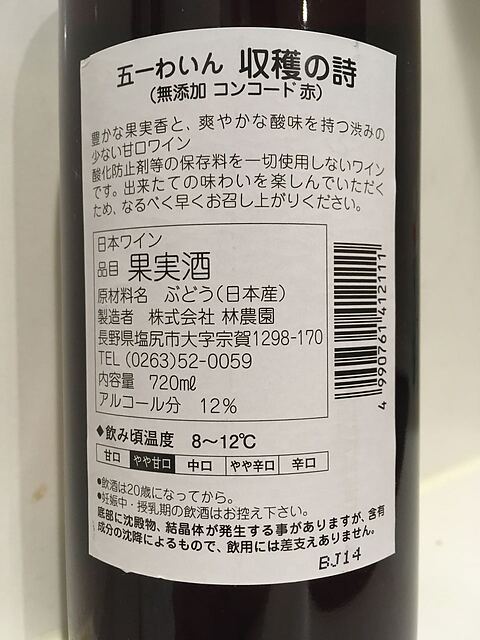 五一わいん 収穫の詩
(無添加 コンコード赤)
豊かな果実香と、爽やかな酸味を持つ渋みの
少ない甘口ワイン
酸化防止剤等の保存料を一切使用しないワイン
です。出来たての味わいを楽しんでいただく
ため、なるべく早くお召し上がりください。
日本ワイン
品目 果実酒
原材料名 ぶどう(日本産)
製造者 株式会社 林農園
長野県塩尻市大字宗賀1298-170
TEL (0263)52-0059
内容量 720㎖
アルコール分 12%
4 990761 412111
◆飲み頃温度 8〜12℃
甘口 やや甘口 中口 やや辛口 辛口
●飲酒は20歳になってから。
●妊娠中・授乳期の飲酒はお控え下さい。
底部に沈殿物、結晶体が発生する事がありますが、含有
成分の沈降によるもので、飲用には差支えありません。
BJ14